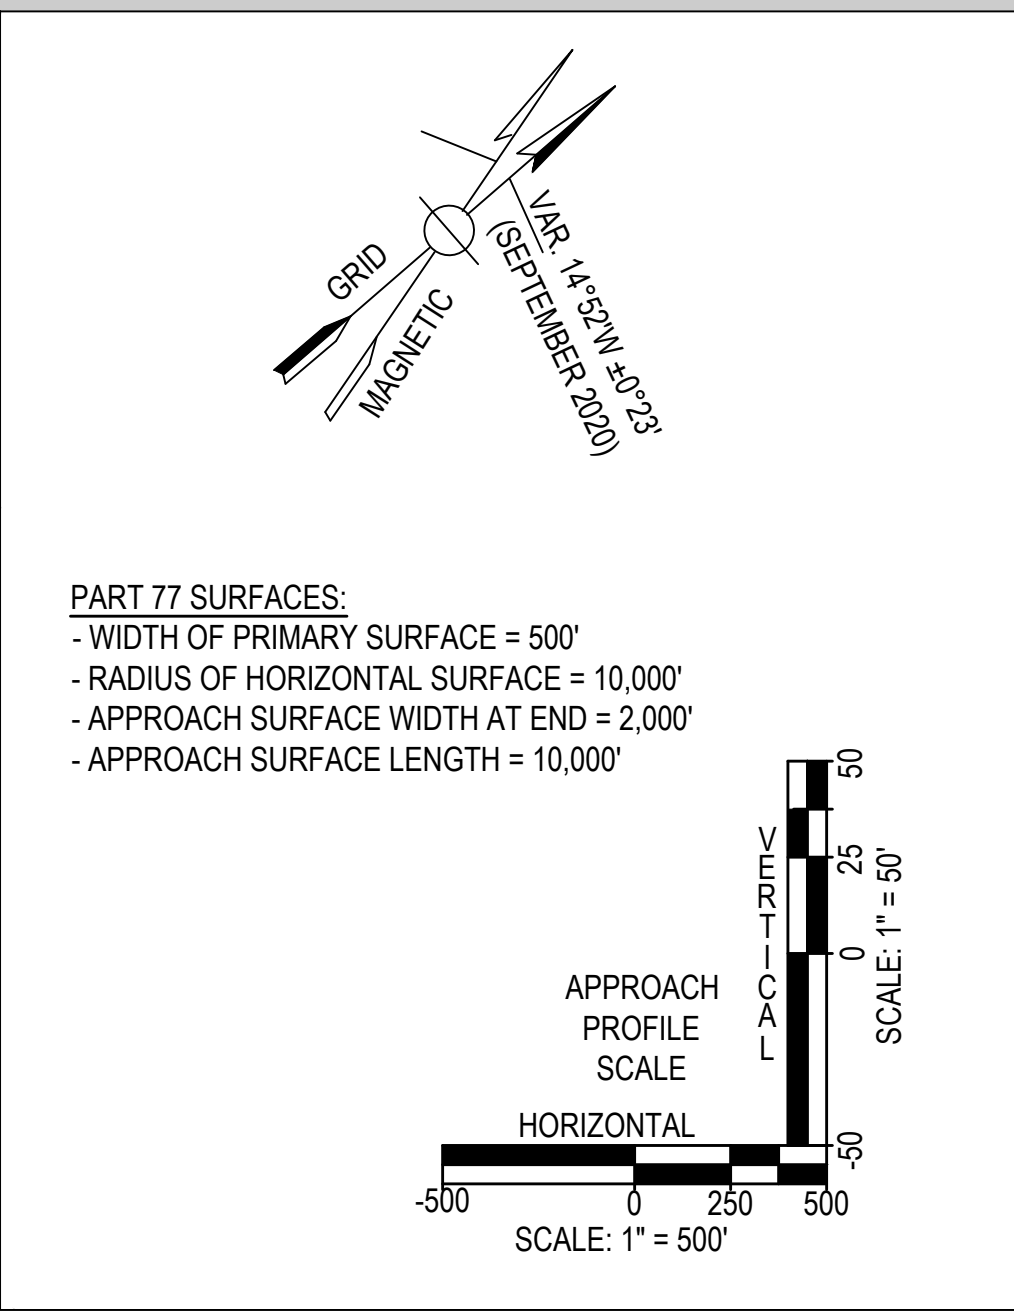 GRID
MAGNETIC
VAR. 14°52'W ±0°23'
(SEPTEMBER 2020)
PART 77 SURFACES:
- WIDTH OF PRIMARY SURFACE = 500'
- RADIUS OF HORIZONTAL SURFACE = 10,000'
- APPROACH SURFACE WIDTH AT END = 2,000'
- APPROACH SURFACE LENGTH = 10,000'
VERTICAL
50
25
0
-50
SCALE: 1" = 50'
APPROACH
PROFILE
SCALE
HORIZONTAL
-500 0 250 500
SCALE: 1" = 500'